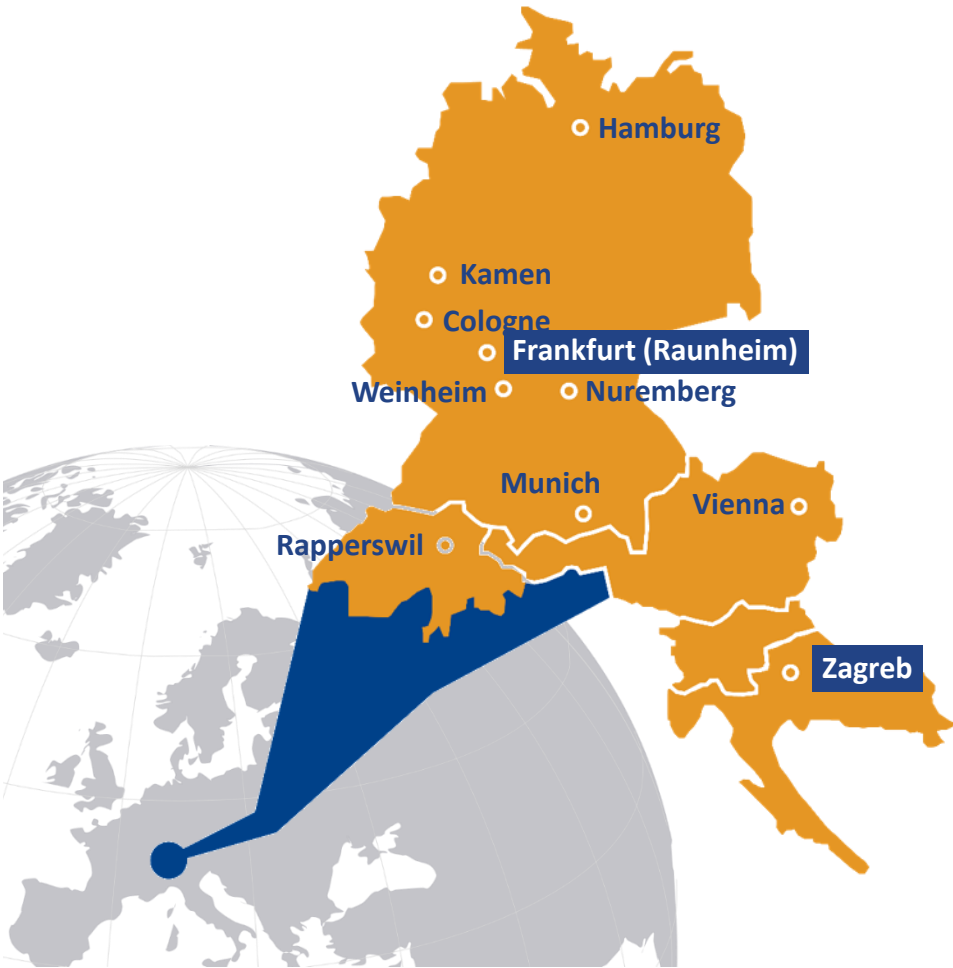 Hamburg
Kamen
Cologne
Frankfurt (Raunheim)
Weinheim
Nuremberg
Munich
Vienna
Rapperswil
Zagreb